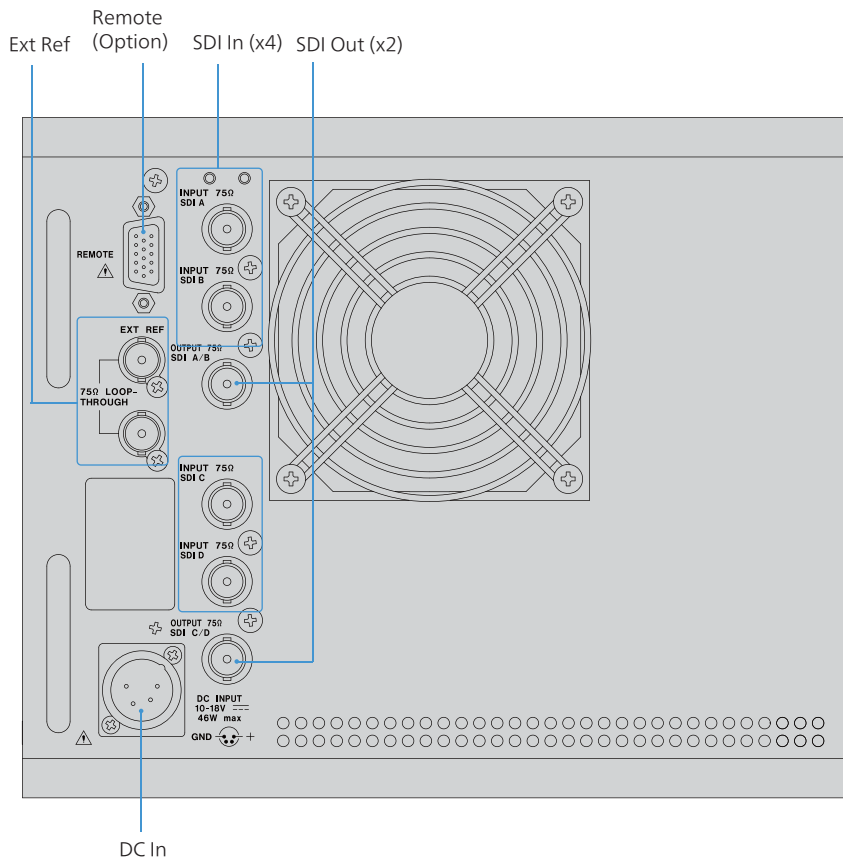 Ext Ref
Remote
(Option)
SDI In (x4)
SDI Out (x2)
INPUT 75Ω
SDI A
REMOTE
INPUT 75Ω
SDI B
EXT REF
OUTPUT 75Ω
SDI A/B
75Ω LOOP-
THROUGH
INPUT 75Ω
SDI C
INPUT 75Ω
SDI D
OUTPUT 75Ω
SDI C/D
DC INPUT
10-18V
46W max
GND +
DC In